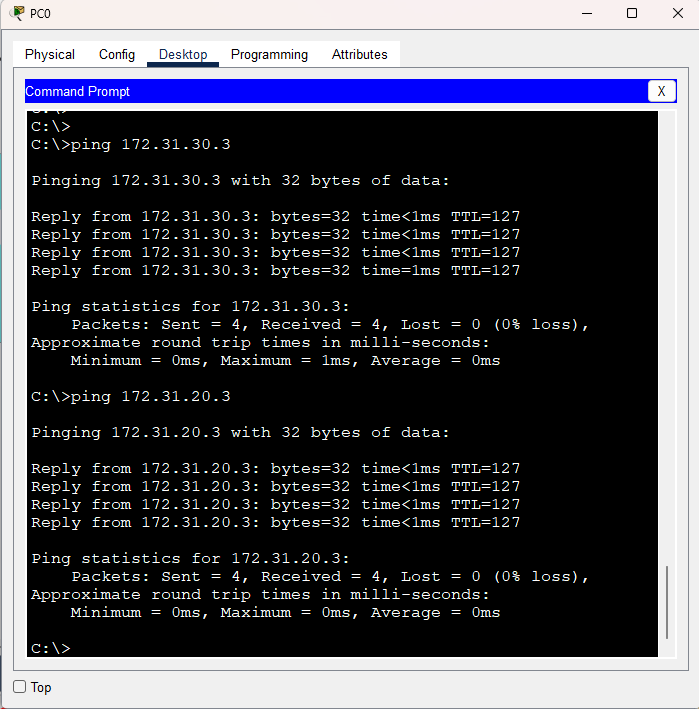 PC0
Physical Config Desktop Programming Attributes
Command Prompt X
C:\>
C:\>ping 172.31.30.3
Pinging 172.31.30.3 with 32 bytes of data:
Reply from 172.31.30.3: bytes=32 time<1ms TTL=127
Reply from 172.31.30.3: bytes=32 time<1ms TTL=127
Reply from 172.31.30.3: bytes=32 time<1ms TTL=127
Reply from 172.31.30.3: bytes=32 time=1ms TTL=127
Ping statistics for 172.31.30.3:
Packets: Sent = 4, Received = 4, Lost = 0 (0% loss),
Approximate round trip times in milli-seconds:
Minimum = 0ms, Maximum = 1ms, Average = 0ms
C:\>ping 172.31.20.3
Pinging 172.31.20.3 with 32 bytes of data:
Reply from 172.31.20.3: bytes=32 time<1ms TTL=127
Reply from 172.31.20.3: bytes=32 time<1ms TTL=127
Reply from 172.31.20.3: bytes=32 time<1ms TTL=127
Reply from 172.31.20.3: bytes=32 time<1ms TTL=127
Ping statistics for 172.31.20.3:
Packets: Sent = 4, Received = 4, Lost = 0 (0% loss),
Approximate round trip times in milli-seconds:
Minimum = 0ms, Maximum = 0ms, Average = 0ms
C:\>
Top